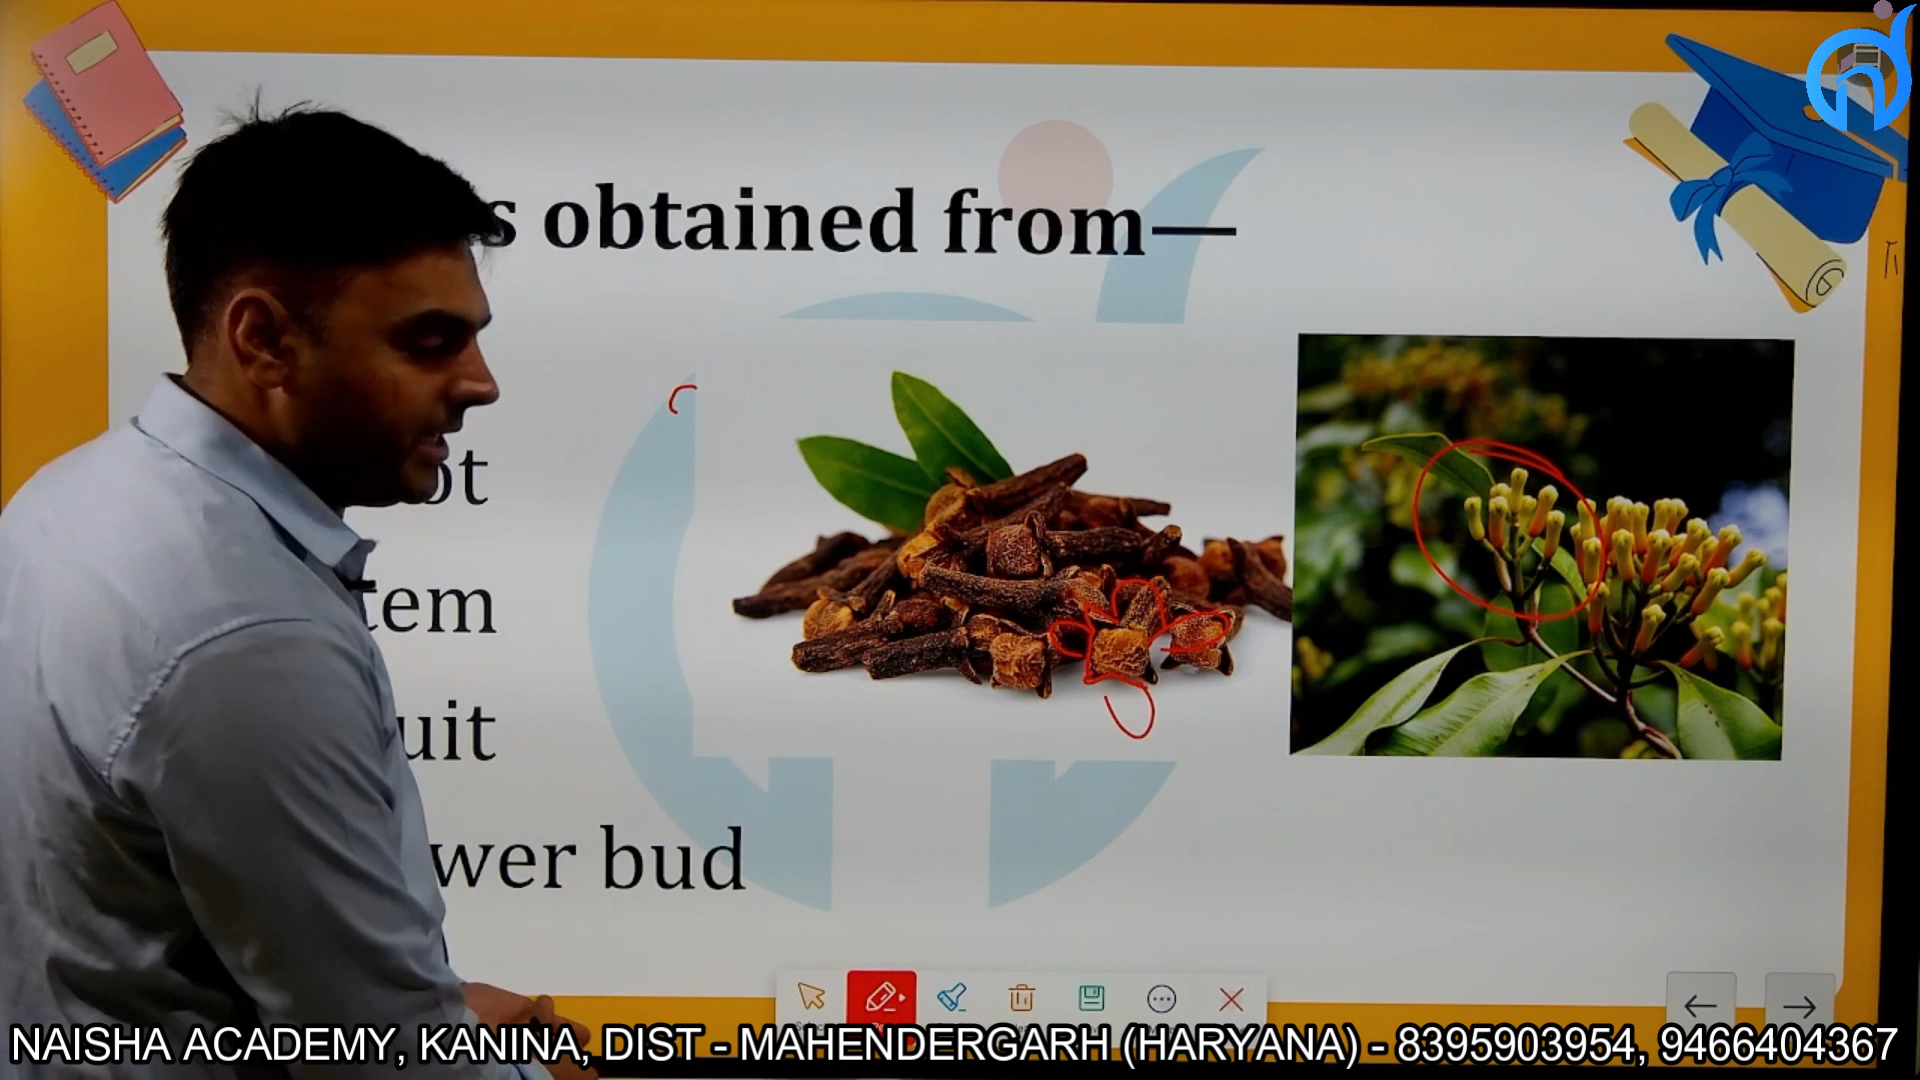 s obtained from—
ot
tem
uit
wer bud
NAISHA ACADEMY, KANINA, DIST - MAHENDERGARH (HARYANA) - 8395903954, 9466404367